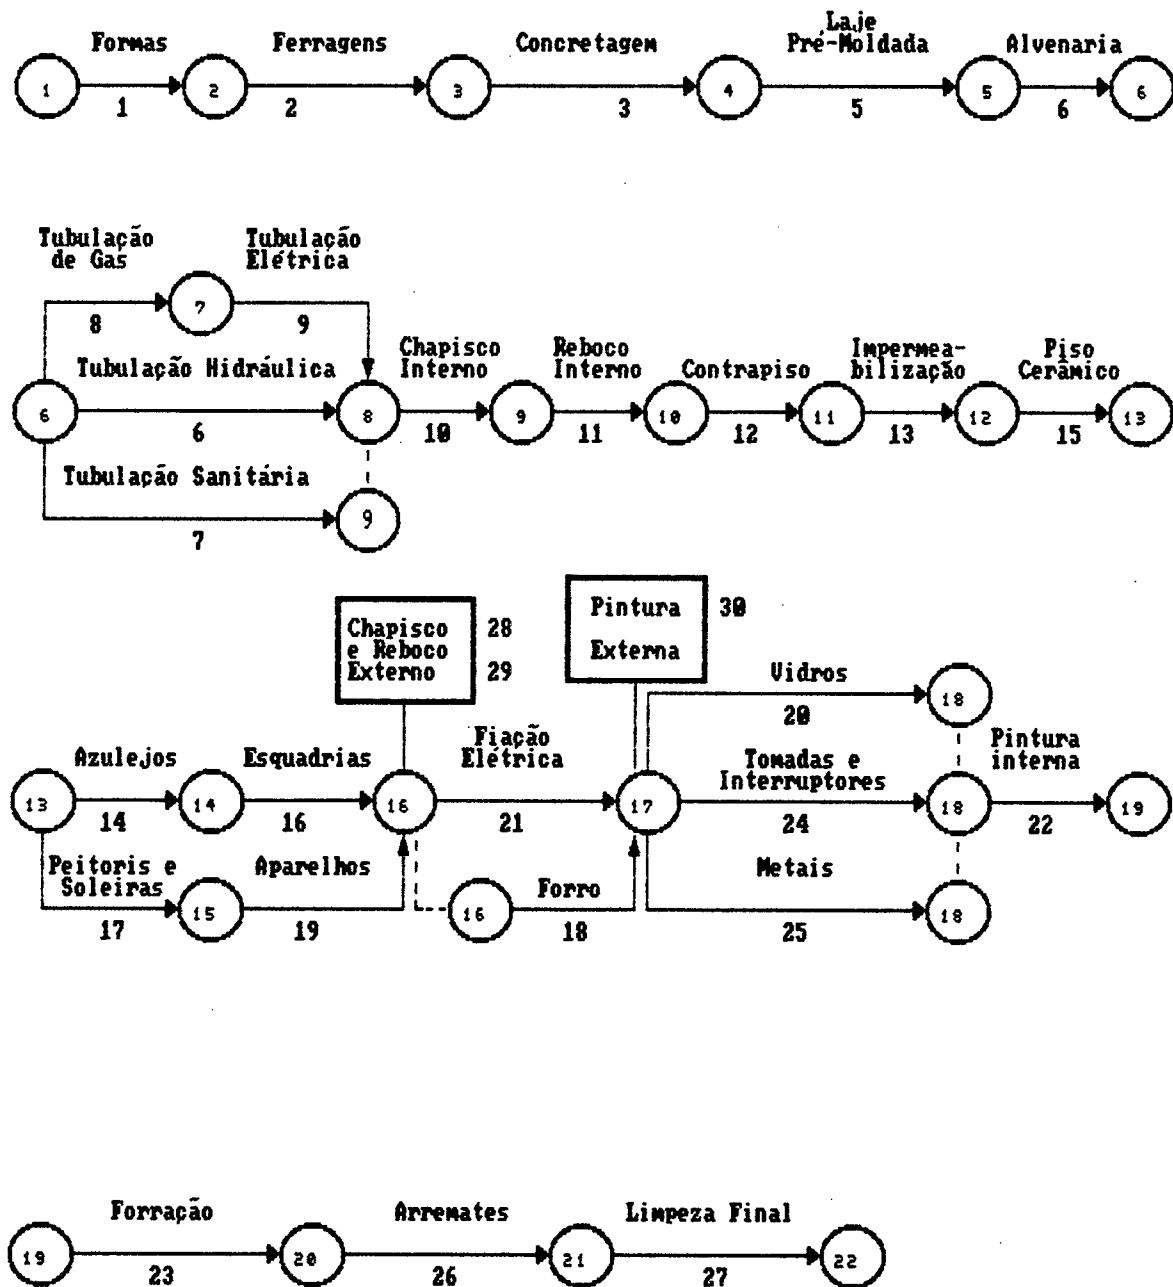 Formas
Ferragens
Concretagem
Laje
Pré-Moldada
Alvenaria
1 2 3 4 5 6
1 2 3 5 6
Tubulação
de Gas
Tubulação
Elétrica
7
8 9
Tubulação Hidráulica
Chapisco
Interno
Reboco
Interno
Contrapiso
Impermea-
bilização
Piso
Cerâmico
6 8 9 10 11 12 13
6 10 11 12 13 15
Tubulação Sanitária
9
7
Chapisco
e Reboco
Externo
28
29
Pintura
Externa
30
Vidros
18
20
Azulejos
Esquadrias
Fiação
Elétrica
Tomadas e
Interruptores
Pintura
interna
13 14 16 17 18 19
14 16 21 24 22
Peitoris e
Soleiras
Aparelhos
Forro
Metais
15 16 18
17 19 18 25
Forração
Arremates
Limpeza Final
19 20 21 22
23 26 27